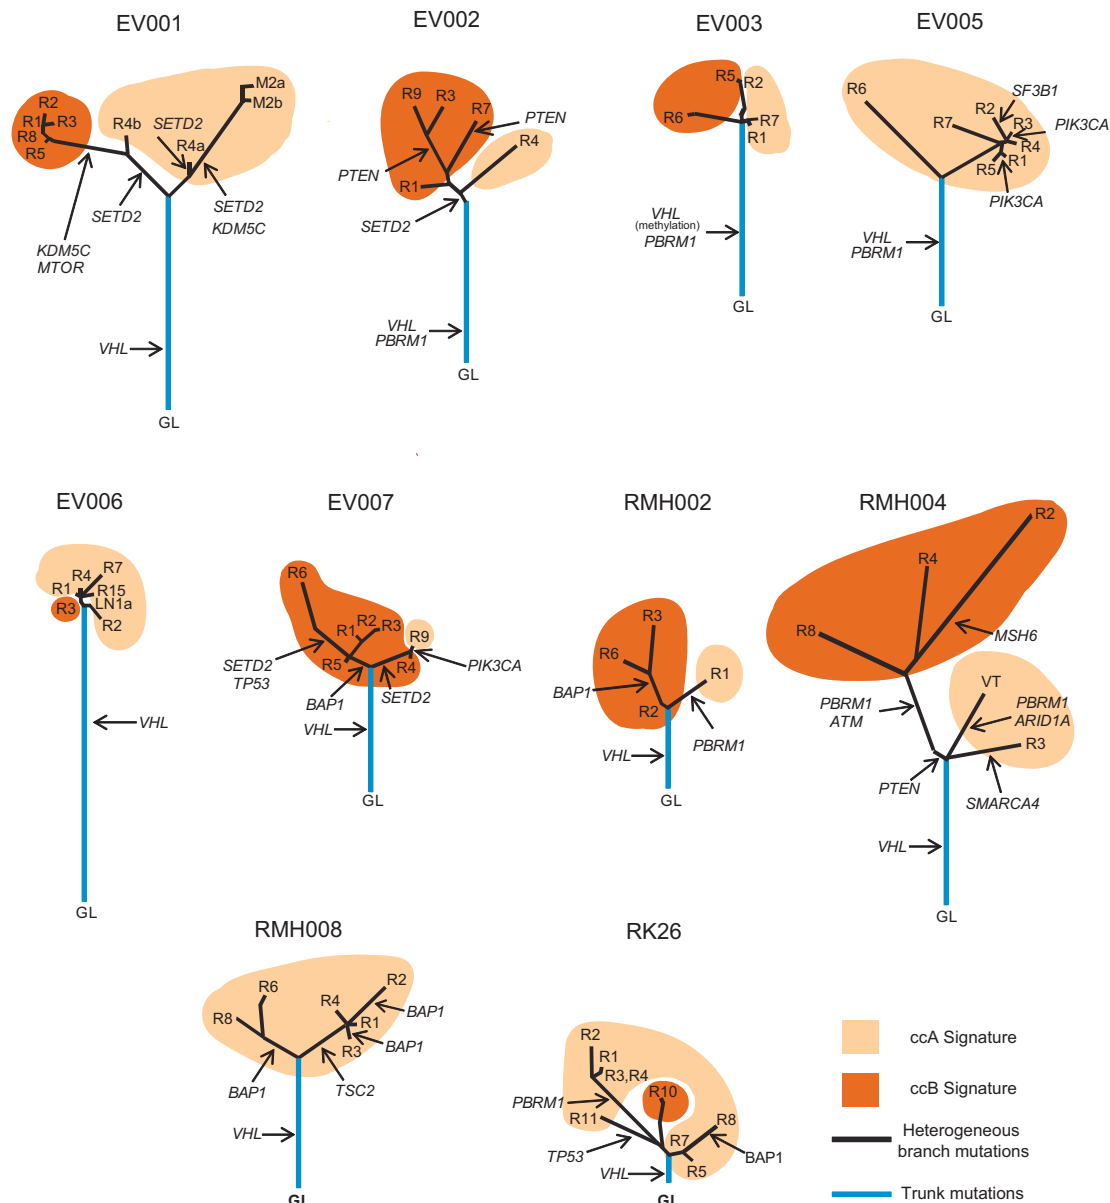 EV001
EV002
EV003
EV005
R2
R1
R3
R8
R5
R4b
SETD2
R4a
M2a
M2b
SETD2
SETD2
KDM5C
KDM5C
MTOR
VHL
GL
R9
R3
R7
PTEN
R4
PTEN
R1
SETD2
VHL
PBRM1
GL
R5
R2
R6
R7
R1
VHL
(methylation)
PBRM1
GL
R6
SF3B1
R2
R7
R3
PIK3CA
R4
R1
R5
PIK3CA
VHL
PBRM1
GL
EV006
EV007
RMH002
RMH004
R7
R4
R1
R15
R3
LN1a
R2
VHL
GL
R6
R2
R1
R3
R9
R5
R4
SETD2
TP53
PIK3CA
BAP1
SETD2
VHL
GL
R3
R6
R1
BAP1
R2
PBRM1
VHL
GL
R2
R4
R8
MSH6
PBRM1
ATM
VT
PBRM1
ARID1A
R3
PTEN
SMARCA4
VHL
GL
RMH008
RK26
R6
R2
R8
R4
R1
BAP1
R3
BAP1
BAP1
TSC2
VHL
GL
R2
R1
R3,R4
R10
PBRM1
R11
R7
R8
TP53
R5
BAP1
VHL
GL
ccA Signature
ccB Signature
Heterogeneous
branch mutations
Trunk mutations